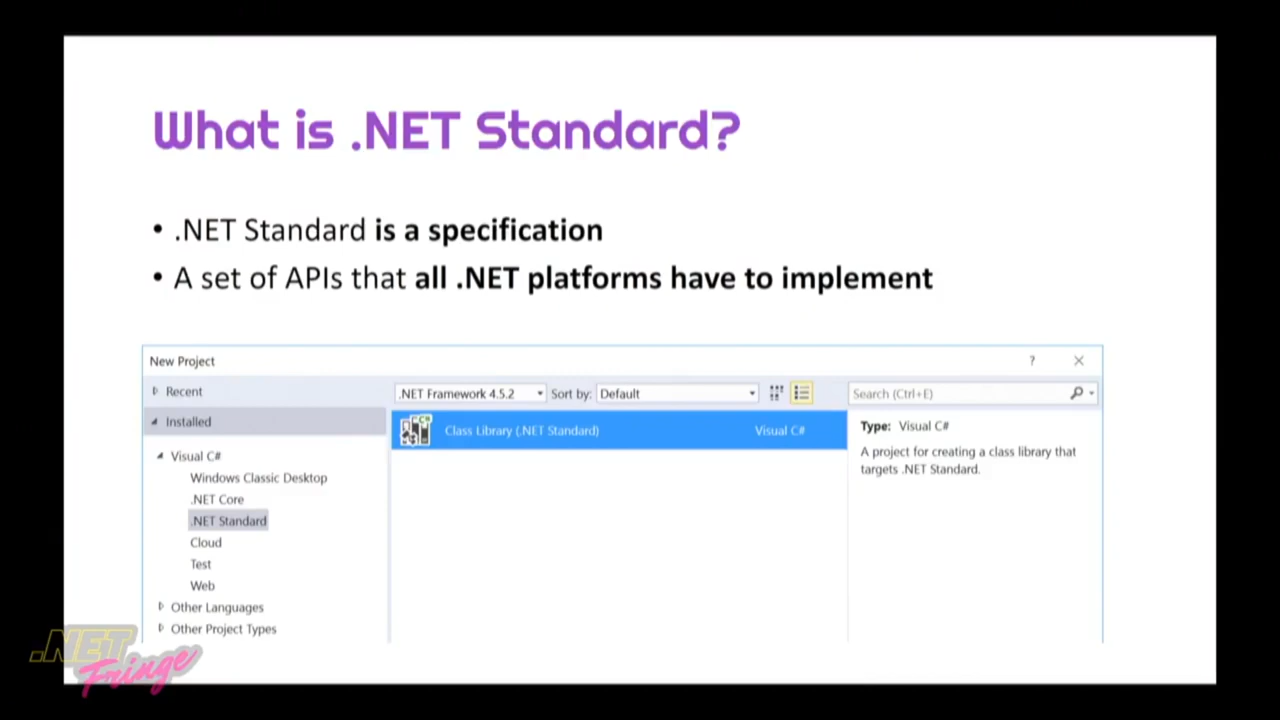 What is .NET Standard?
• .NET Standard is a specification
• A set of APIs that all .NET platforms have to implement
New Project
?
Recent
.NET Framework 4.5.2
Sort by:
Default
Search (Ctrl+E)
Installed
Class Library (.NET Standard)
Visual C#
Type: Visual C#
A project for creating a class library that
targets .NET Standard.
Visual C#
Windows Classic Desktop
.NET Core
.NET Standard
Cloud
Test
Web
Other Languages
Other Project Types
.NET
Fringe